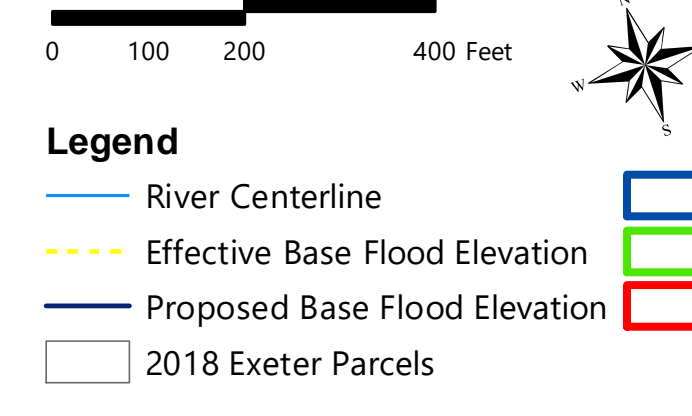 N
0 100 200 400 Feet
W
S
Legend
River Centerline
Effective Base Flood Elevation
Proposed Base Flood Elevation
2018 Exeter Parcels